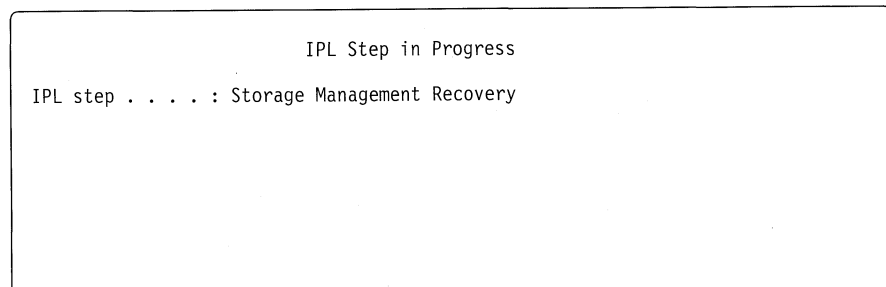 IPL Step in Progress
IPL step . . . . : Storage Management Recovery